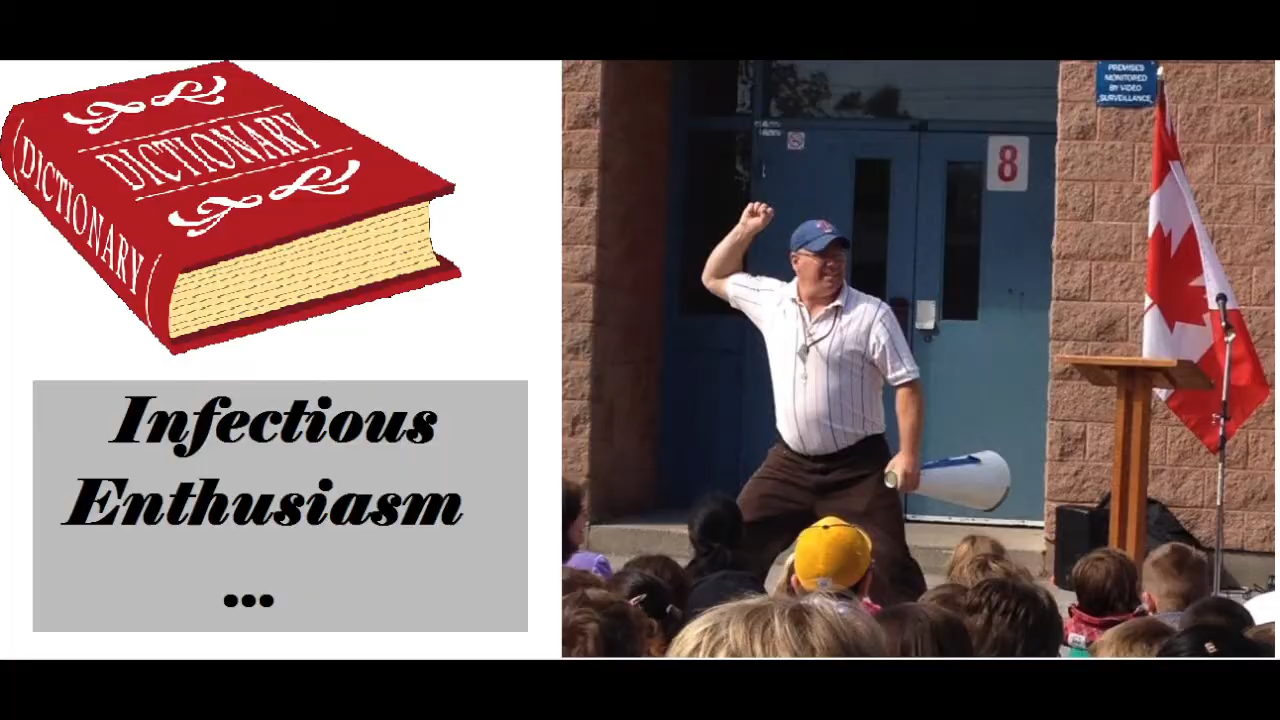 DICTIONARY
DICTIONARY
Infectious
Enthusiasm
...
PREMISES
MONITORED
BY VIDEO
SURVEILLANCE
8